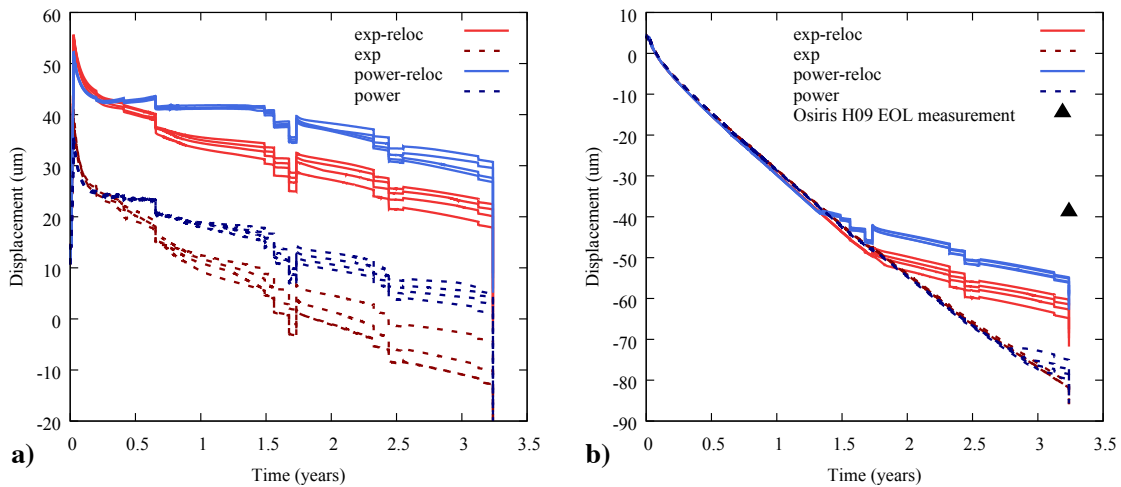 60
50
40
30
20
10
0
-10
-20
Displacement (um)
exp-reloc
exp
power-reloc
power
0 0.5 1 1.5 2 2.5 3 3.5
Time (years)
a)
10
0
-10
-20
-30
-40
-50
-60
-70
-80
-90
Displacement (um)
exp-reloc
exp
power-reloc
power
Osiris H09 EOL measurement
0 0.5 1 1.5 2 2.5 3 3.5
Time (years)
b)